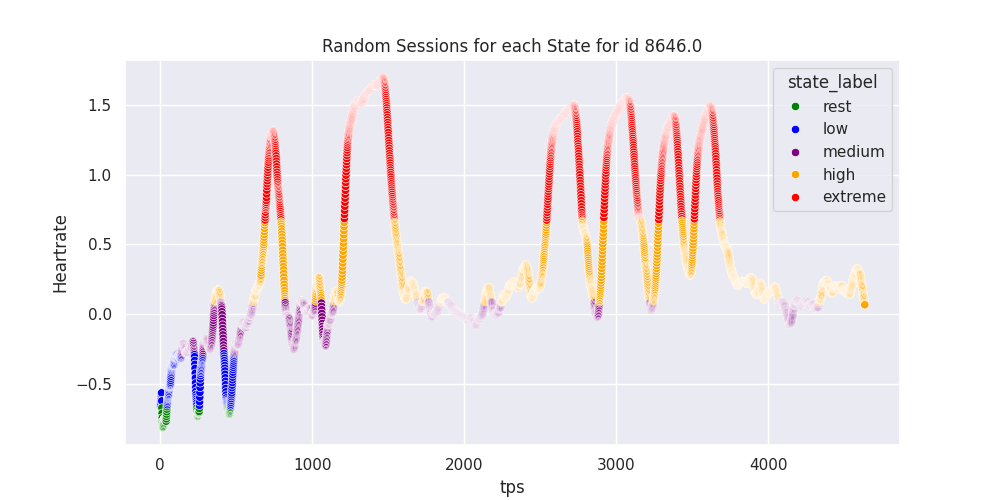 Random Sessions for each State for id 8646.0
Heartrate
1.5
1.0
0.5
0.0
−0.5
0
1000
2000
3000
4000
tps
state_label
rest
low
medium
high
extreme